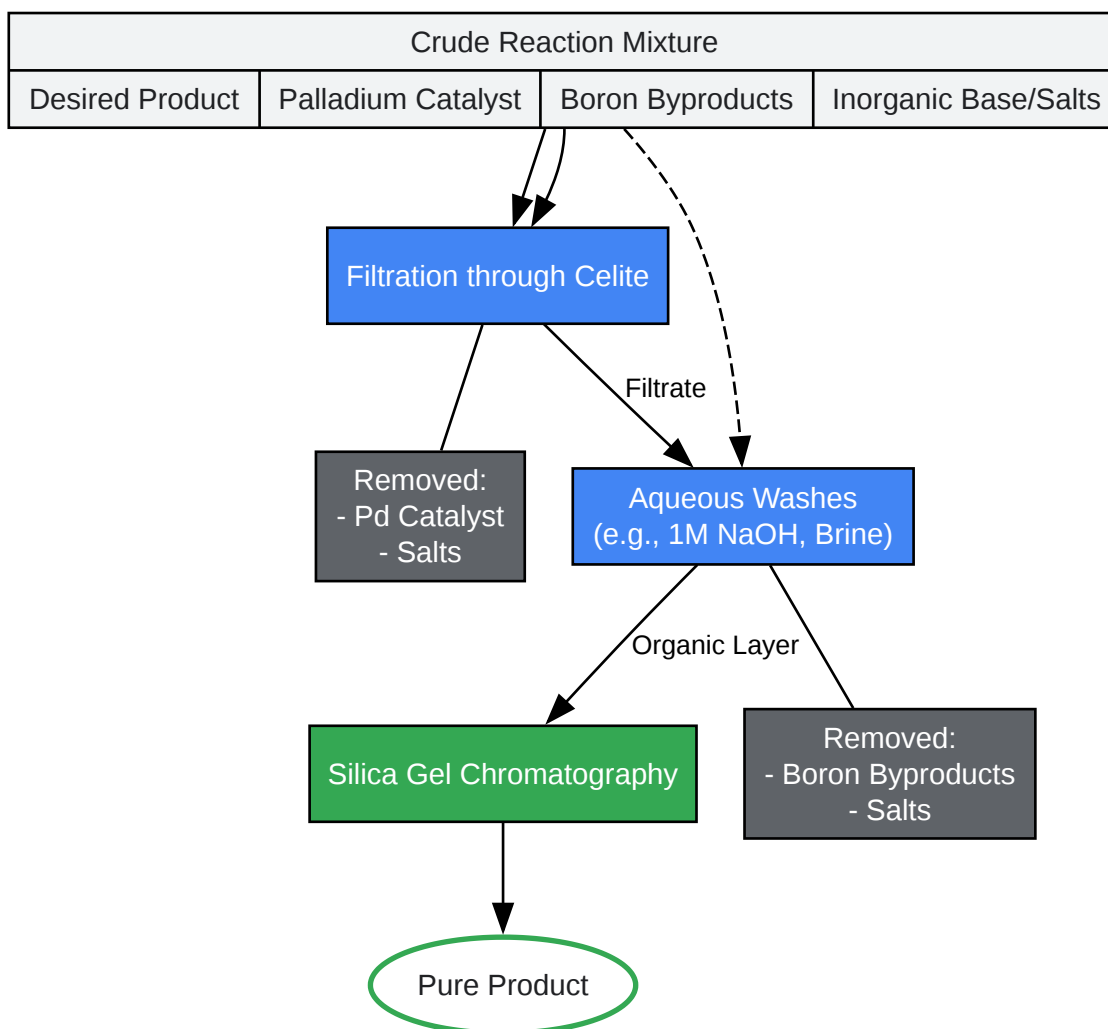 Crude Reaction Mixture
Desired Product
Palladium Catalyst
Boron Byproducts
Inorganic Base/Salts
Filtration through Celite
Filtrate
Removed:
- Pd Catalyst
- Salts
Aqueous Washes
(e.g., 1M NaOH, Brine)
Organic Layer
Silica Gel Chromatography
Removed:
- Boron Byproducts
- Salts
Pure Product